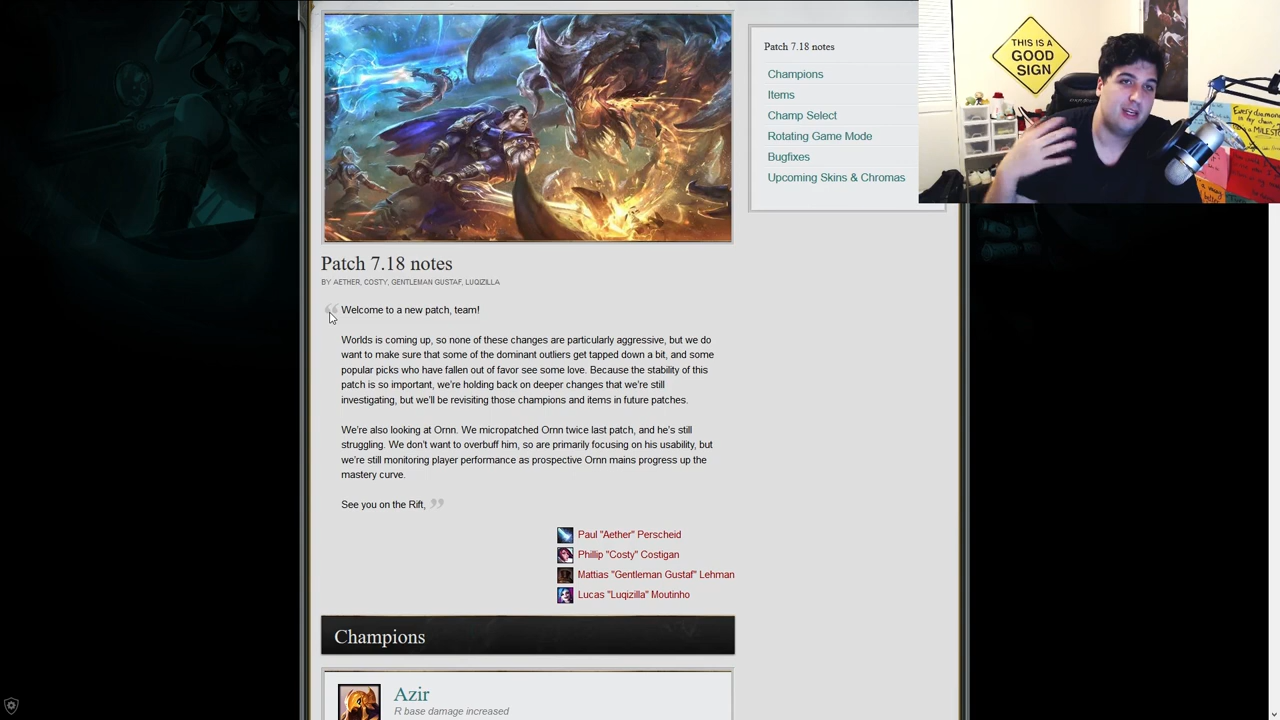 Patch 7.18 notes
Champions
Items
Champ Select
Rotating Game Mode
Bugfixes
Upcoming Skins & Chromas
THIS IS A
GOOD
SIGN
Every diamond
MILESTO
Patch 7.18 notes
BY AETHER, COSTY, GENTLEMAN GUSTAF, LUQIZILLA
“ Welcome to a new patch, team!
Worlds is coming up, so none of these changes are particularly aggressive, but we do
want to make sure that some of the dominant outliers get tapped down a bit, and some
popular picks who have fallen out of favor see some love. Because the stability of this
patch is so important, we're holding back on deeper changes that we're still
investigating, but we'll be revisiting those champions and items in future patches.
We're also looking at Ornn. We micropatched Ornn twice last patch, and he's still
struggling. We don't want to overbuff him, so are primarily focusing on his usability, but
we're still monitoring player performance as prospective Ornn mains progress up the
mastery curve.
See you on the Rift, ”
Paul "Aether" Perscheid
Phillip "Costy" Costigan
Mattias "Gentleman Gustaf" Lehman
Lucas "Luqizilla" Moutinho
Champions
Azir
R base damage increased